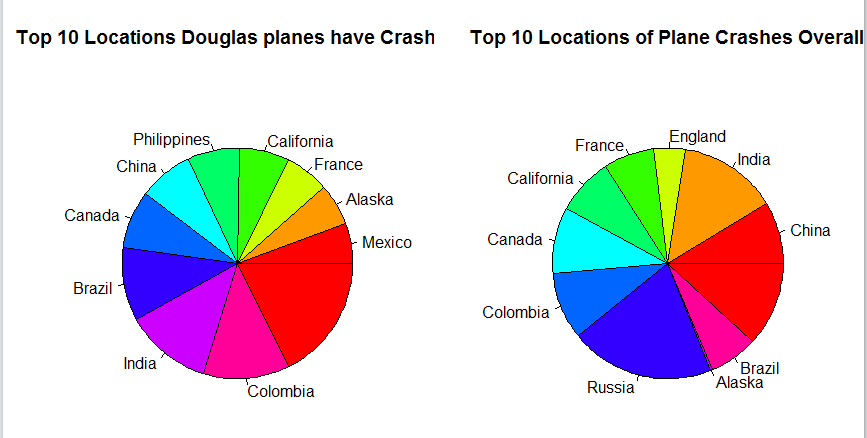 Top 10 Locations Douglas planes have Crash
Philippines
California
China
France
Alaska
Canada
Mexico
Brazil
India
Colombia
Top 10 Locations of Plane Crashes Overall
England
France
India
California
China
Canada
Colombia
Brazil
Alaska
Russia